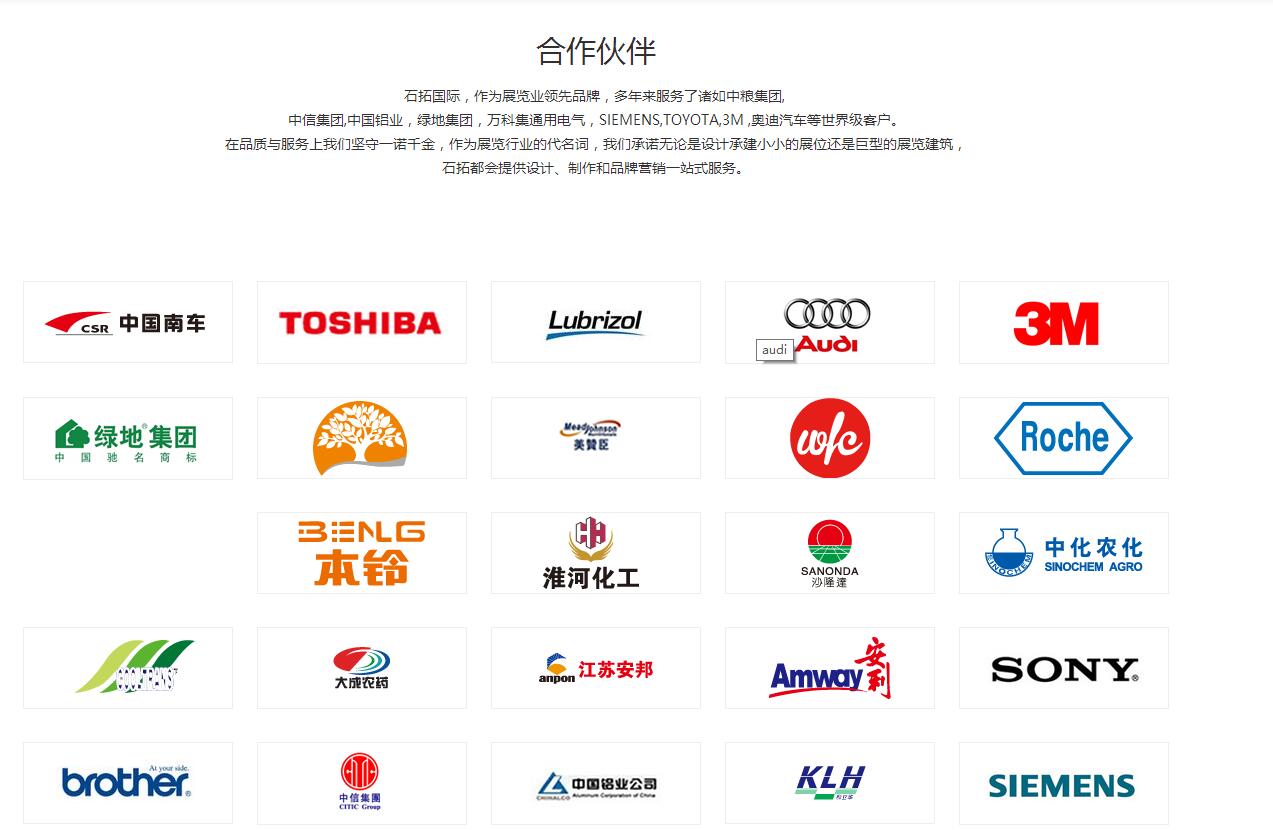 合作伙伴
石拓国际，作为展览业领先品牌，多年来服务了诸如中粮集团,
中信集团,中国铝业，绿地集团，万科集通用电气，SIEMENS,TOYOTA,3M ,奥迪汽车等世界级客户。
在品质与服务上我们坚守一诺千金，作为展览行业的代名词，我们承诺无论是设计承建小小的展位还是巨型的展览建筑，
石拓都会提供设计、制作和品牌营销一站式服务。
CSR 中国南车
TOSHIBA
Lubrizol
Audi
audi
3M
绿地®集团
中国驰名商标
MeadJohnson
Nutritionals
美贊臣
wfc
Roche
BENLG
本铃
淮河化工
SANONDA
沙隆達
SINOCHEM
中化农化
SINOCHEM AGRO
大成农药
anpon 江苏安邦
Amway 安利
SONY®
At your side.
brother®
中信集團
CITIC Group
CHINALCO 中国铝业公司
Aluminum Corporation of China
KLH
SIEMENS